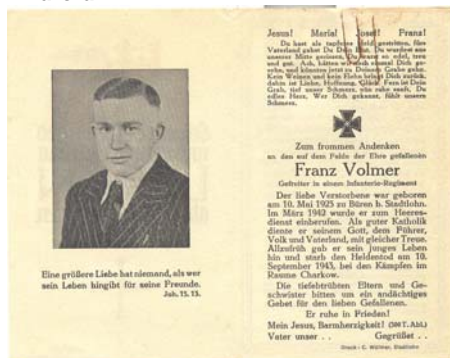 Eine größere Liebe hat niemand, als wer
sein Leben hingibt für seine Freunde.
Joh. 15. 13.
Jesus! Maria! Josef! Franz!
Du hast als tapferer Held gestritten, fürs
Vaterland gabst Du Dein Blut. Du wurdest aus
unserer Mitte gerissen, Du warst so edel, treu
und gut. Ach, hätten wir noch einmal Dich ge-
sehn, und könnten jetzt zu Deinem Grabe gehn.
Kein Weinen und kein Flehn bringt Dich zurück,
dahin ist Liebe, Hoffnung, Glück. Fern ist Dein
Grab, tief unser Schmerz, nun ruhe sanft, Du
edles Herz. Wer Dich gekannt, fühlt unsern
Schmerz.
Zum frommen Andenken
an den auf dem Felde der Ehre gefallenen
Franz Volmer
Gefreiter in einem Infanterie-Regiment
Der liebe Verstorbene war geboren
am 10. Mai 1923 zu Büren b. Stadtlohn.
Im März 1942 wurde er zum Heeres-
dienst einberufen. Als guter Katholik
diente er seinem Gott, dem Führer,
Volk und Vaterland, mit gleicher Treue.
Allzufrüh gab er sein junges Leben
hin und starb den Heldentod am 10.
September 1943, bei den Kämpfen im
Raume Charkow.
Die tiefbetrübten Eltern und Ge-
schwister bitten um ein andächtiges
Gebet für den lieben Gefallenen.
Er ruhe in Frieden!
Mein Jesus, Barmherzigkeit! (300 T. Abl.)
Vater unser . . Gegrüßet . .
Druck: C. Stadtlohn